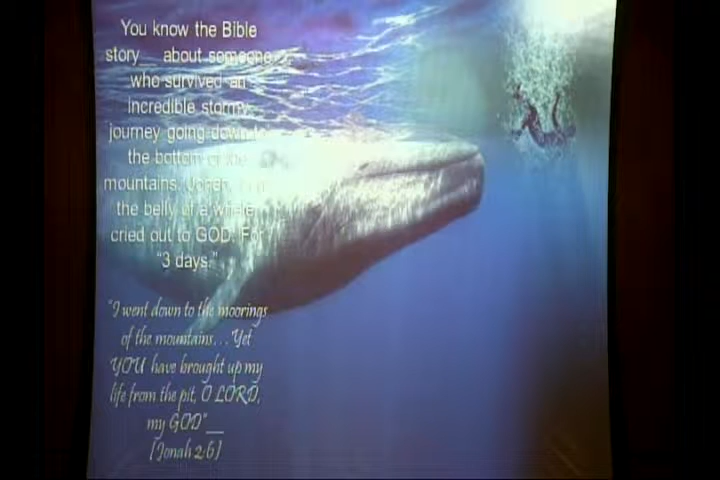 You know the Bible
story__ about someone
who survived an
incredible stormy
journey going down to
the bottom of the
mountains. Jonah, in
the belly of a whale
cried out to GOD. For
"3 days."
"I went down to the moorings
of the mountains... Yet
YOU have brought up my
life from the pit, O LORD,
my GOD"__
[Jonah 2:6]